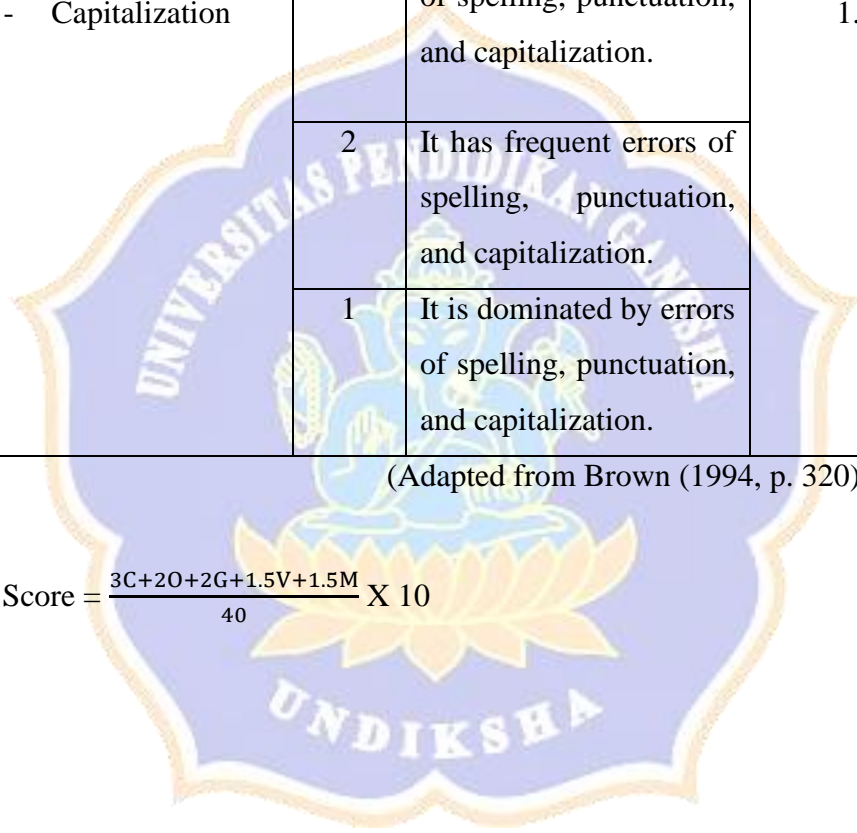 - Capitalization
of spelling, punctuation,
and capitalization.
1.
2
It has frequent errors of
spelling, punctuation,
and capitalization.
1
It is dominated by errors
of spelling, punctuation,
and capitalization.
(Adapted from Brown (1994, p. 320)
Score = \frac{3C+2O+2G+1.5V+1.5M}{40} X 10
UNIVERSITAS PENDIDIKAN GANESHA
UNDIKSHA